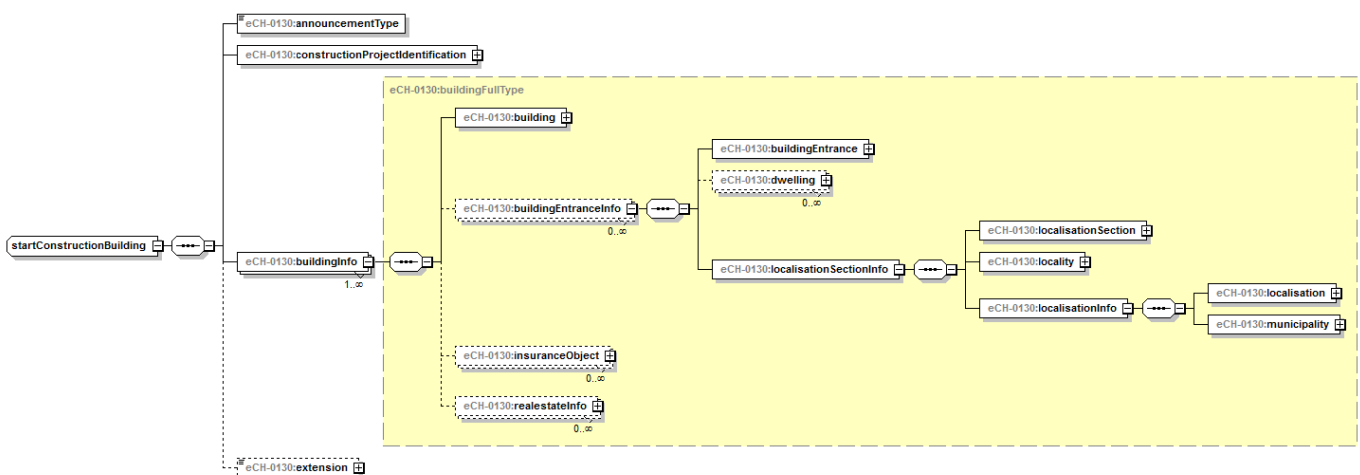 eCH-0130:announcementType
eCH-0130:constructionProjectIdentification
eCH-0130:buildingFullType
eCH-0130:building
eCH-0130:buildingEntrance
eCH-0130:dwelling
0..∞
eCH-0130:buildingEntranceInfo
0..∞
eCH-0130:localisationSection
startConstructionBuilding
eCH-0130:buildingInfo
1..∞
eCH-0130:localisationSectionInfo
eCH-0130:locality
eCH-0130:localisationInfo
eCH-0130:localisation
eCH-0130:municipality
eCH-0130:insuranceObject
0..∞
eCH-0130:realestateInfo
0..∞
eCH-0130:extension